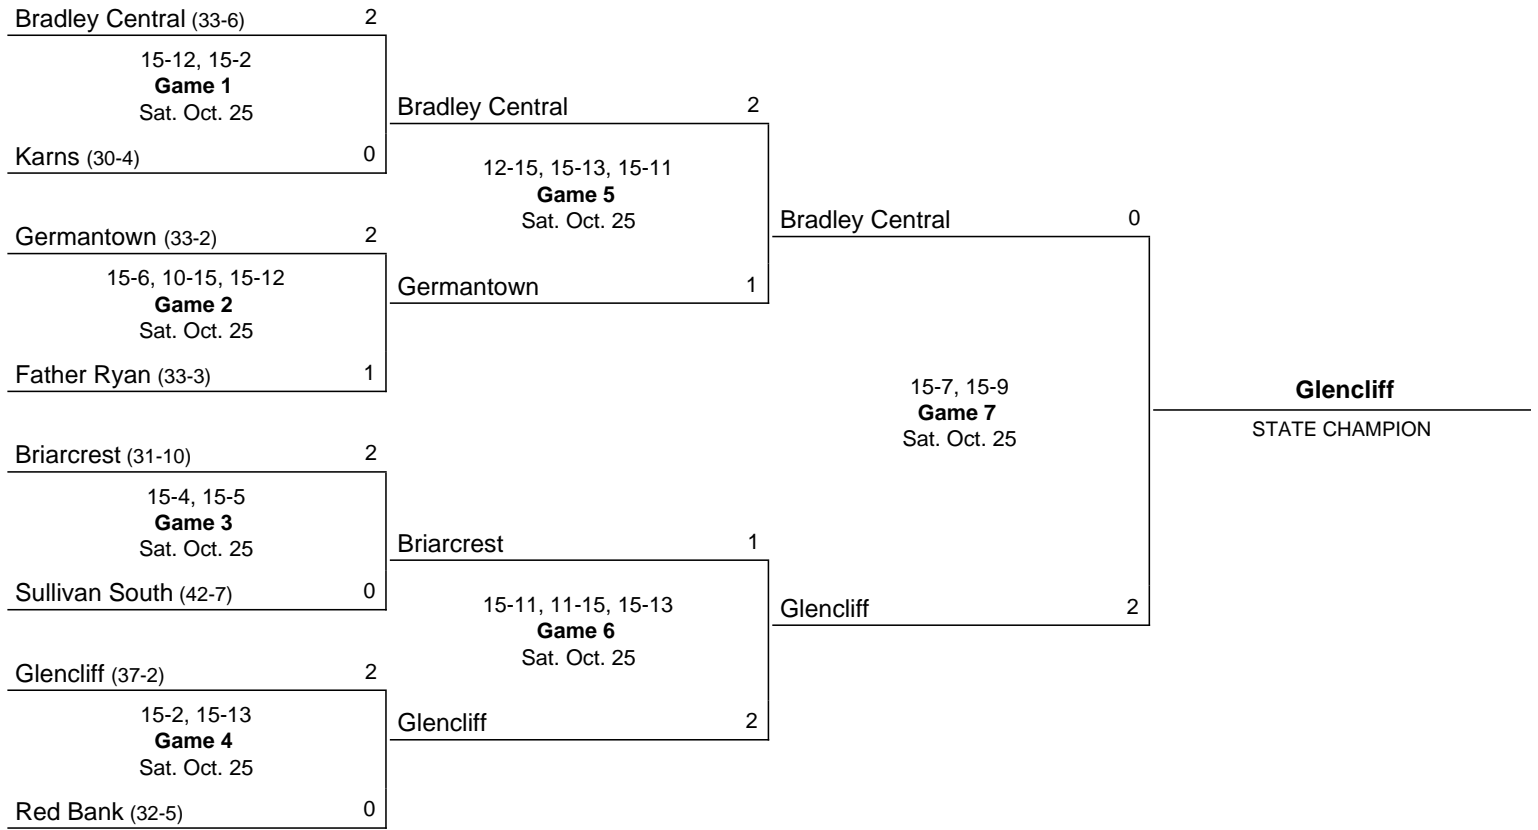 Bradley Central (33-6) 2
15-12, 15-2
Game 1
Sat. Oct. 25
Karns (30-4) 0
Germantown (33-2) 2
15-6, 10-15, 15-12
Game 2
Sat. Oct. 25
Father Ryan (33-3) 1
Briarcrest (31-10) 2
15-4, 15-5
Game 3
Sat. Oct. 25
Sullivan South (42-7) 0
Glencliff (37-2) 2
15-2, 15-13
Game 4
Sat. Oct. 25
Red Bank (32-5) 0
Bradley Central 2
12-15, 15-13, 15-11
Game 5
Sat. Oct. 25
Germantown 1
Briarcrest 1
15-11, 11-15, 15-13
Game 6
Sat. Oct. 25
Glencliff 2
Bradley Central 0
15-7, 15-9
Game 7
Sat. Oct. 25
Glencliff 2
Glencliff
STATE CHAMPION